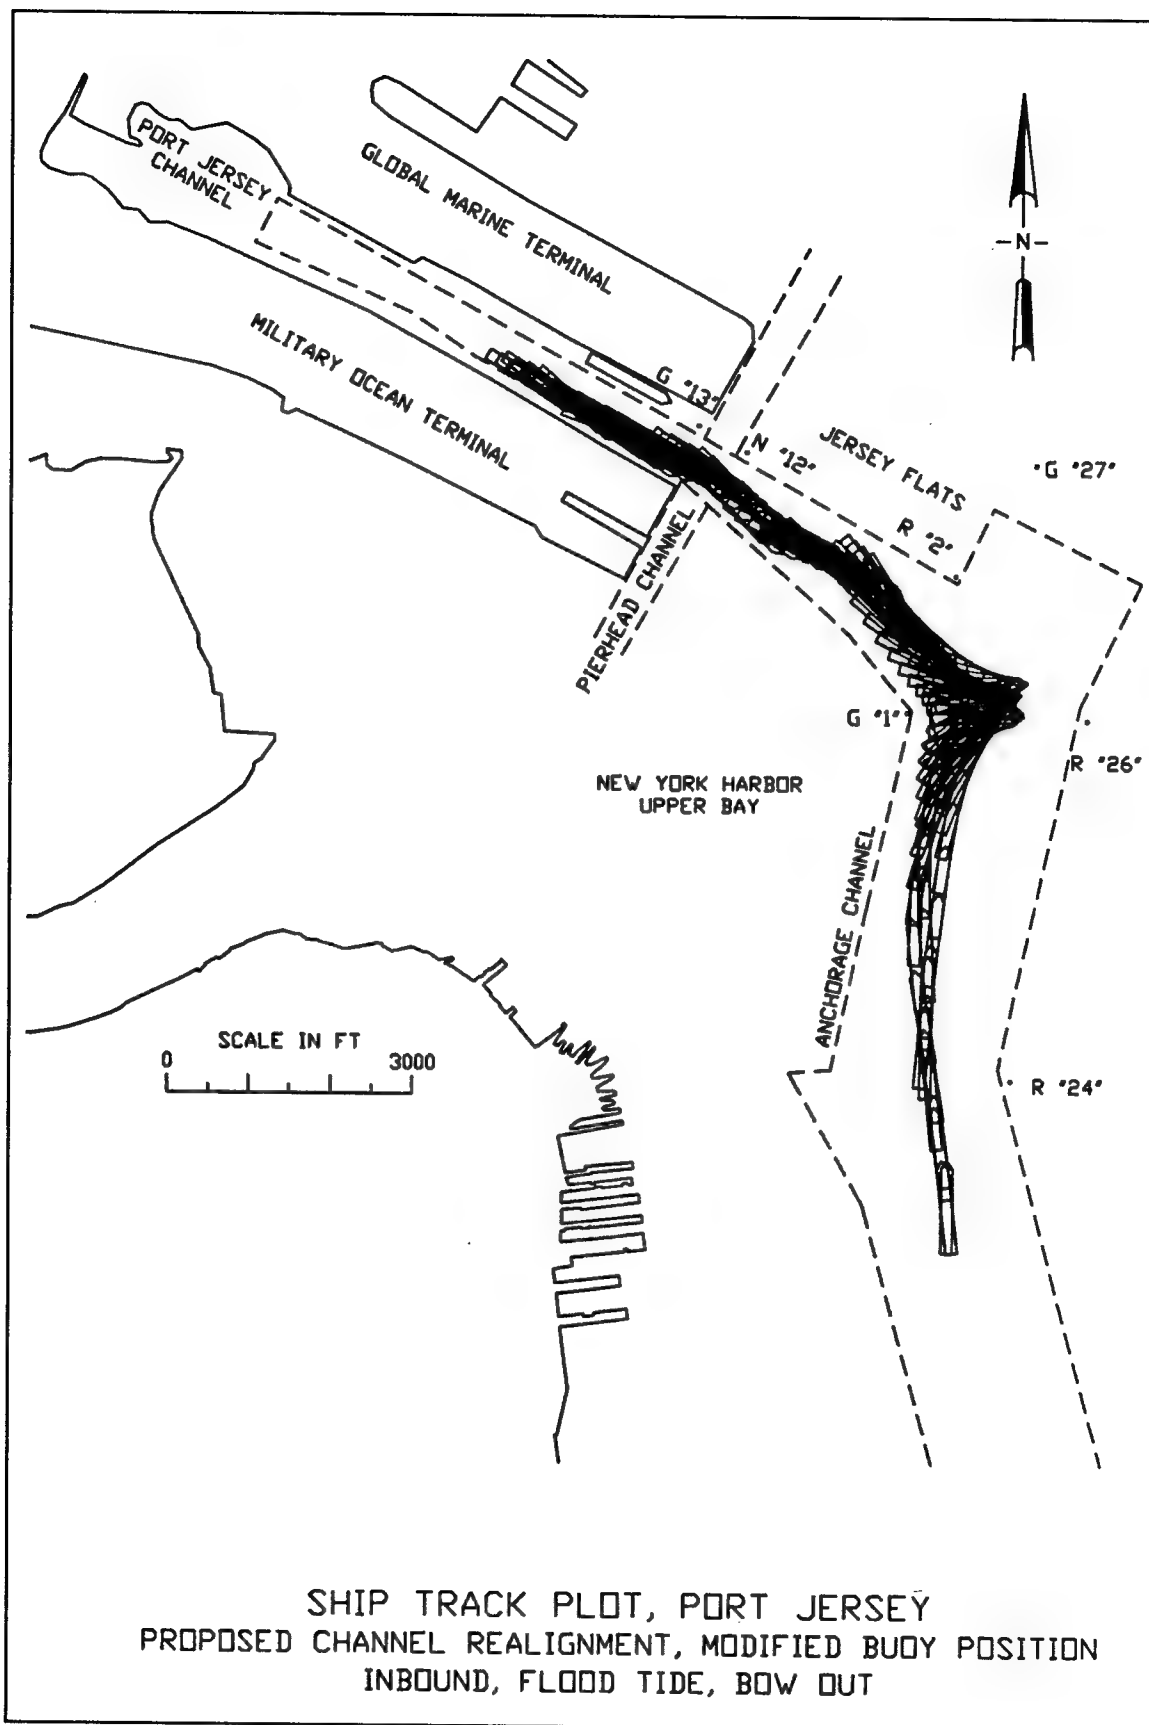 PORT JERSEY
CHANNEL
GLOBAL MARINE TERMINAL
-N-
MILITARY OCEAN TERMINAL
G "13"
N "12"
JERSEY FLATS
G "27"
R "2"
PIERHEAD CHANNEL
G "1"
R "26"
NEW YORK HARBOR
UPPER BAY
ANCHORAGE CHANNEL
SCALE IN FT
0 3000
R "24"
SHIP TRACK PLOT, PORT JERSEY
PROPOSED CHANNEL REALIGNMENT, MODIFIED BUOY POSITION
INBOUND, FLOOD TIDE, BOW OUT